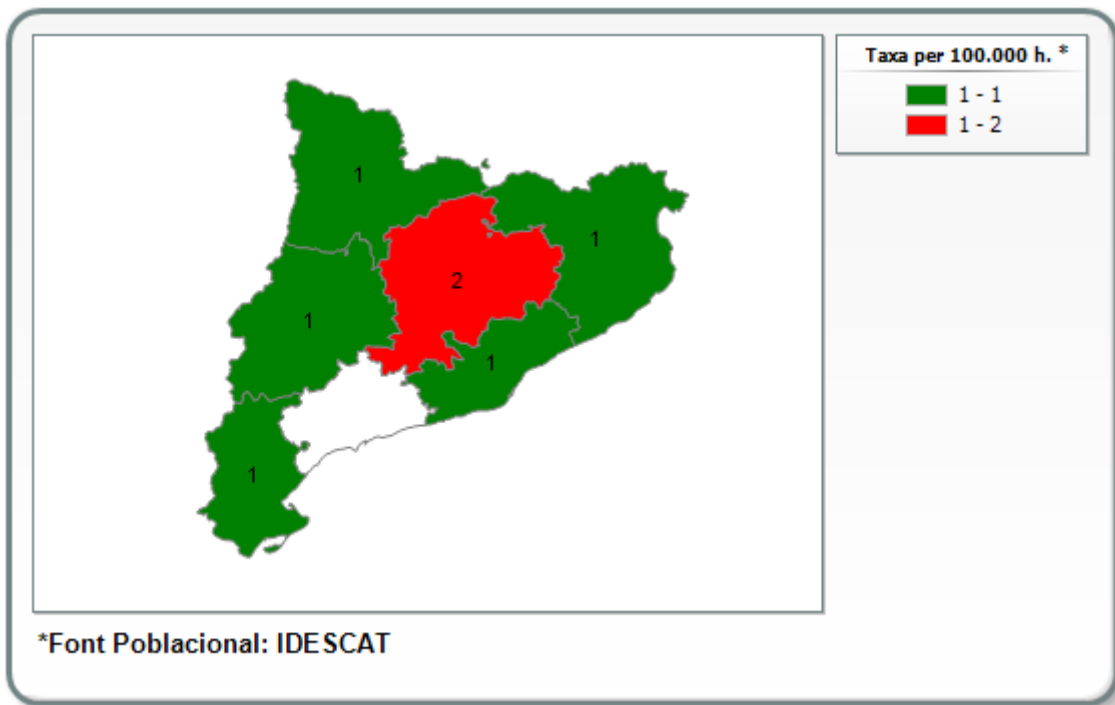 Taxa per 100.000 h. *
1 - 1
1 - 2
1
1
2
1
1
1
*Font Poblacional: IDESCAT